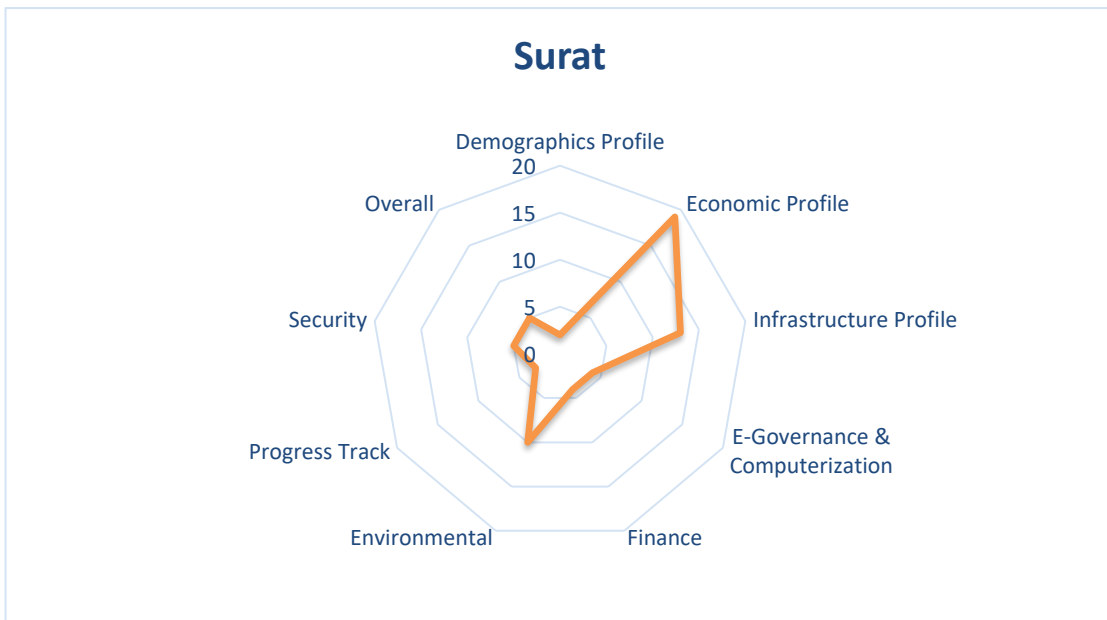 Surat
Demographics Profile
20
Overall
Economic Profile
15
10
5
Security
Infrastructure Profile
0
E-Governance &
Computerization
Progress Track
Environmental
Finance